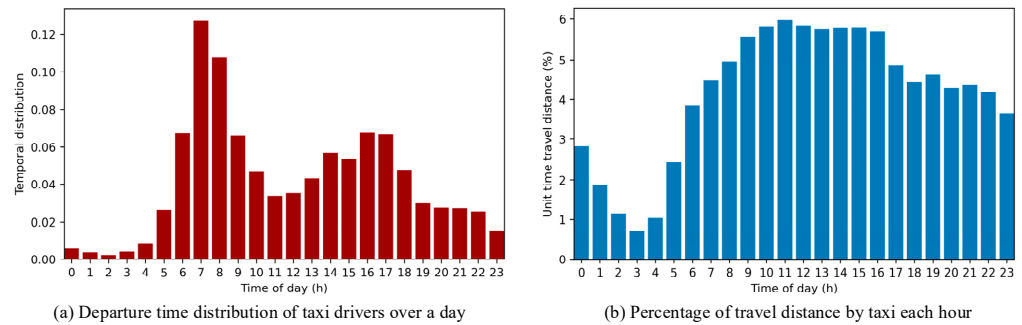 Temporal distribution
0.12
0.10
0.08
0.06
0.04
0.02
0.00
0 1 2 3 4 5 6 7 8 9 10 11 12 13 14 15 16 17 18 19 20 21 22 23
Time of day (h)
(a) Departure time distribution of taxi drivers over a day
Unit time travel distance (%)
6
5
4
3
2
1
0
0 1 2 3 4 5 6 7 8 9 10 11 12 13 14 15 16 17 18 19 20 21 22 23
Time of day (h)
(b) Percentage of travel distance by taxi each hour